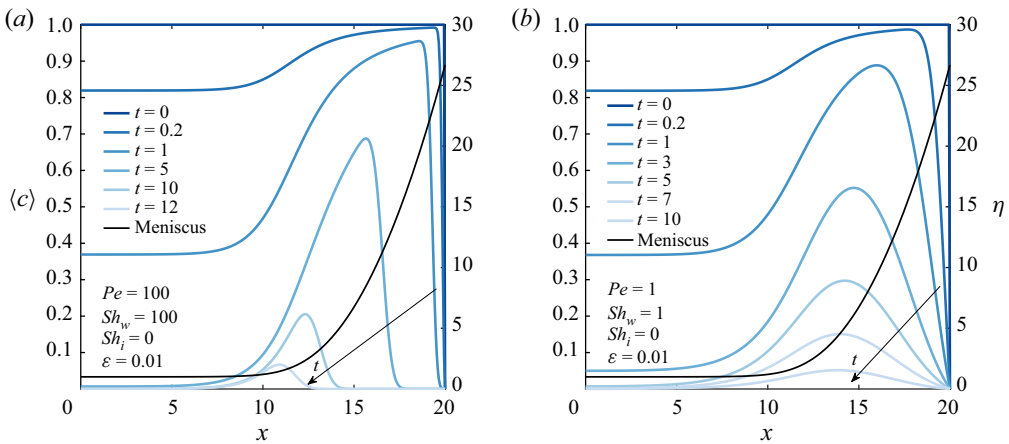 (a)
1.0
0.9
0.8
0.7
0.6
0.5
0.4
0.3
0.2
0.1
⟨c⟩
t = 0
t = 0.2
t = 1
t = 5
t = 10
t = 12
Meniscus
Pe = 100
Sh_w = 100
Sh_i = 0
ε = 0.01
t
30
25
20
15
10
5
0
0 5 10 15 20
x
(b)
1.0
0.9
0.8
0.7
0.6
0.5
0.4
0.3
0.2
0.1
t = 0
t = 0.2
t = 1
t = 3
t = 5
t = 7
t = 10
Meniscus
Pe = 1
Sh_w = 1
Sh_i = 0
ε = 0.01
t
30
25
20
15
10
5
0
η
0 5 10 15 20
x